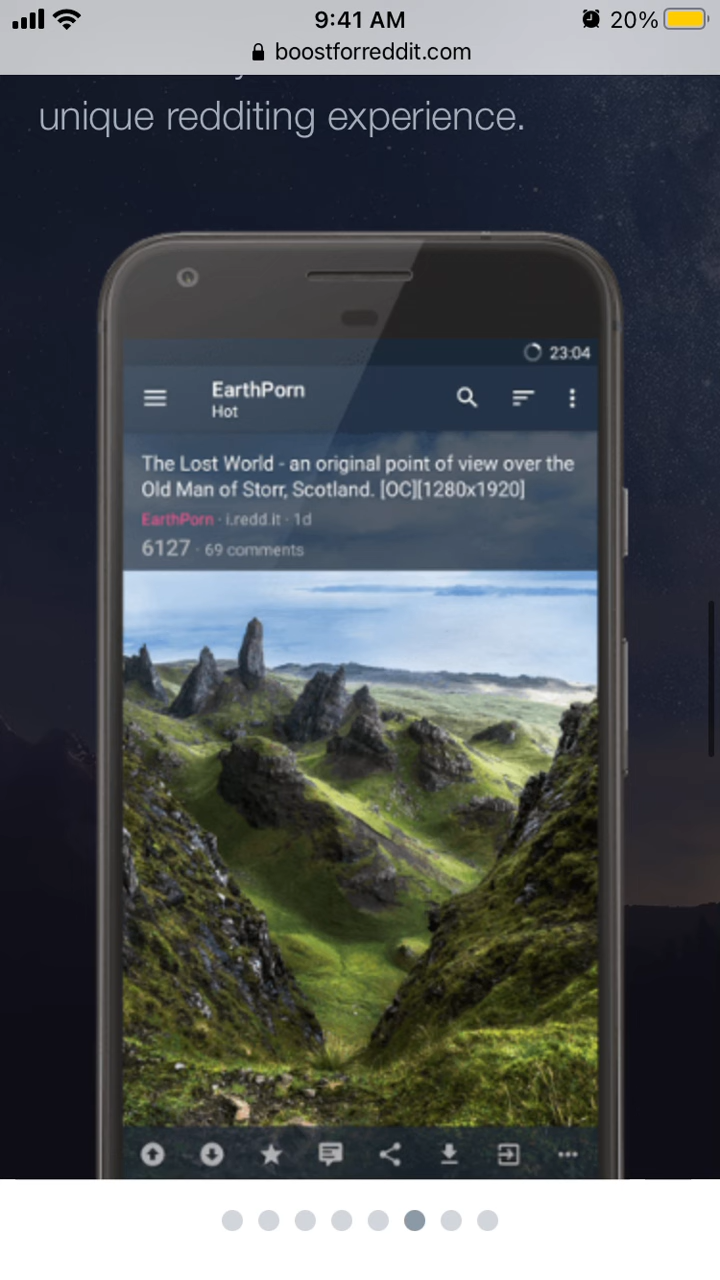 9:41 AM
20%
boostforreddit.com
unique redditing experience.
23:04
EarthPorn
Hot
The Lost World - an original point of view over the
Old Man of Storr, Scotland. [OC][1280x1920]
EarthPorn · i.redd.it · 1d
6127 · 69 comments